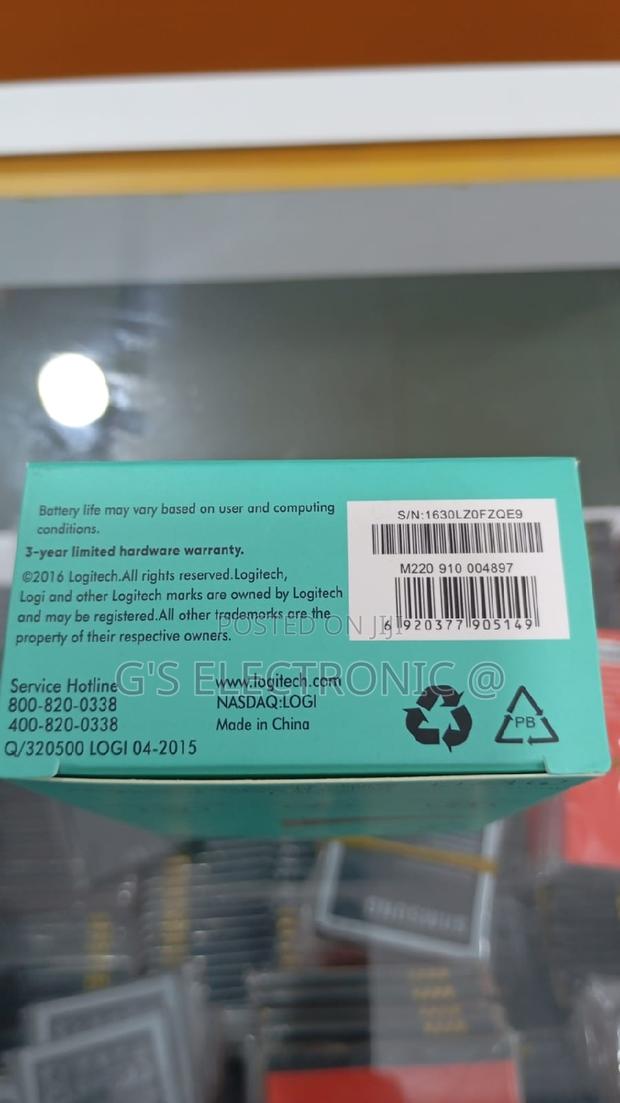 Battery life may vary based on user and computing
conditions.
3-year limited hardware warranty.
©2016 Logitech.All rights reserved.Logitech,
Logi and other Logitech marks are owned by Logitech
and may be registered.All other trademarks are the
property of their respective owners.
S/N:1630LZ0FZQE9
M220 910 004897
6 920377 905149
POSTED ON JIJI
G'S ELECTRONIC @
Service Hotline
800-820-0338
400-820-0338
Q/320500 LOGI 04-2015
www.logitech.com
NASDAQ:LOGI
Made in China
PB
SAMSUNG